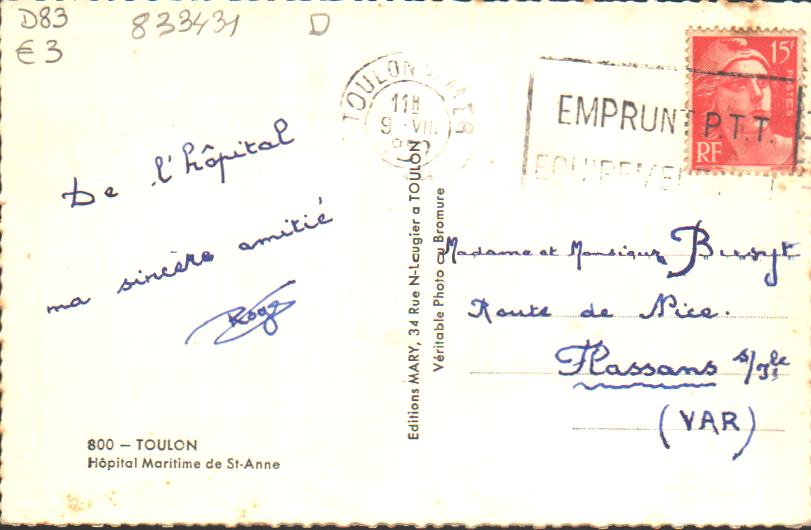 D83
833431
D
€3
TOULON
11H
9-VIII
15F
POSTES
RF
EMPRUNT P.T.T.
De l'hôpital
ma sincère amitié
800 — TOULON
Hôpital Maritime de St-Anne
Editions MARY, 34 Rue N-Laugier a TOULON
Véritable Photo au Bromure
Madame et Monsieur
Route de Nice.
Flassans s/Isle
(VAR)